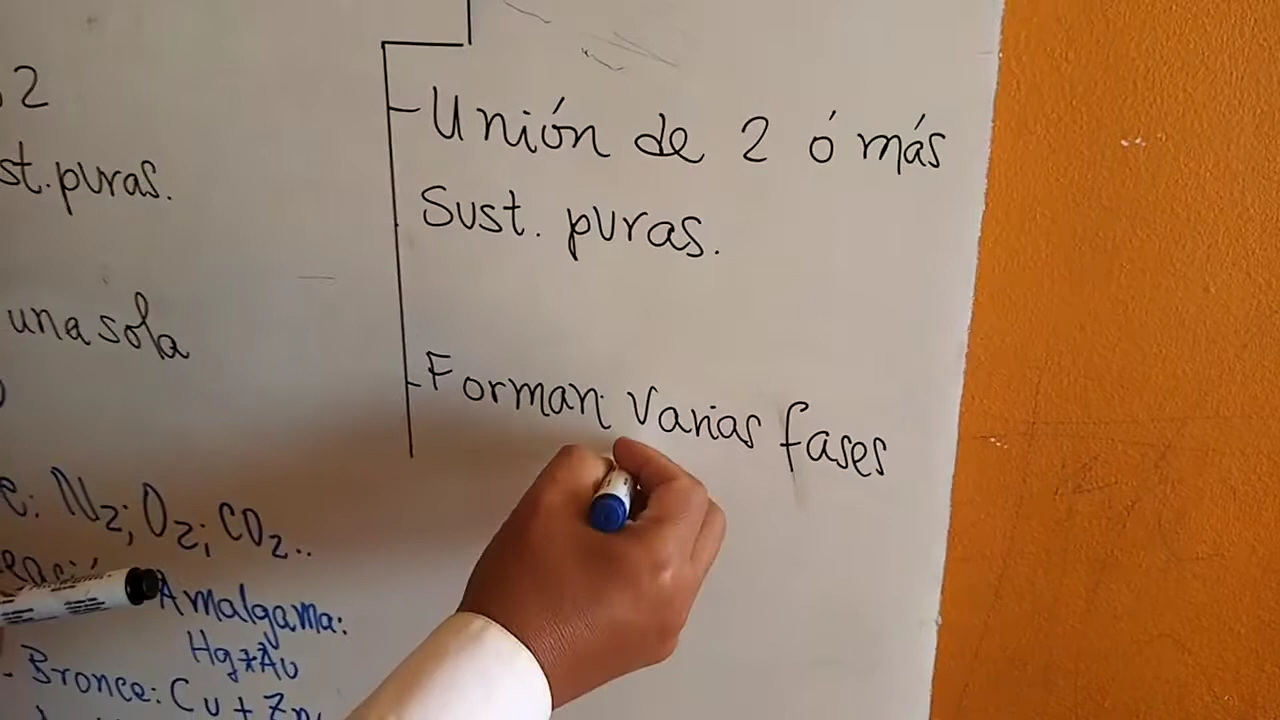 2
st. puras.
una sola
e: N2; O2; CO2..
Amalgama:
Hg+Au
- Bronce: Cu + Zn
- Unión de 2 ó más
Sust. puras.
- Forman varias fases